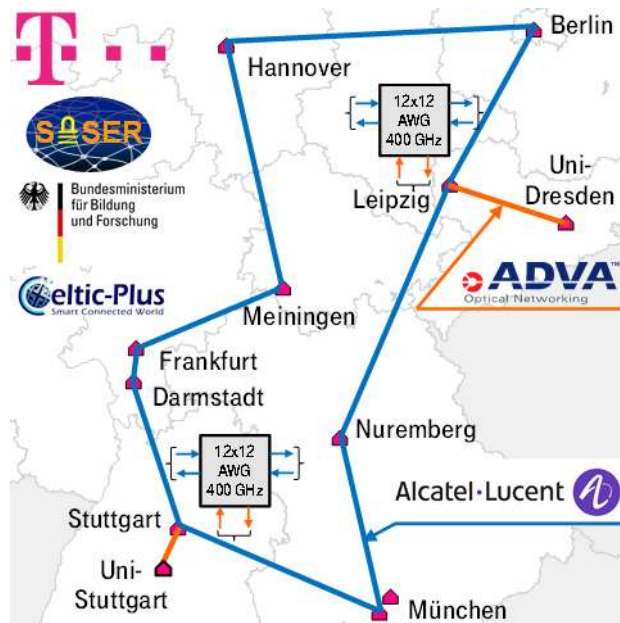 T
Berlin
Hannover
SASER
12x12
AWG
400 GHz
Uni-
Dresden
Leipzig
Bundesministerium
für Bildung
und Forschung
ADVA™
Optical Networking
Celtic-Plus
Smart Connected World
Meiningen
Frankfurt
Darmstadt
Nuremberg
12x12
AWG
400 GHz
Alcatel·Lucent
Stuttgart
Uni-
Stuttgart
München